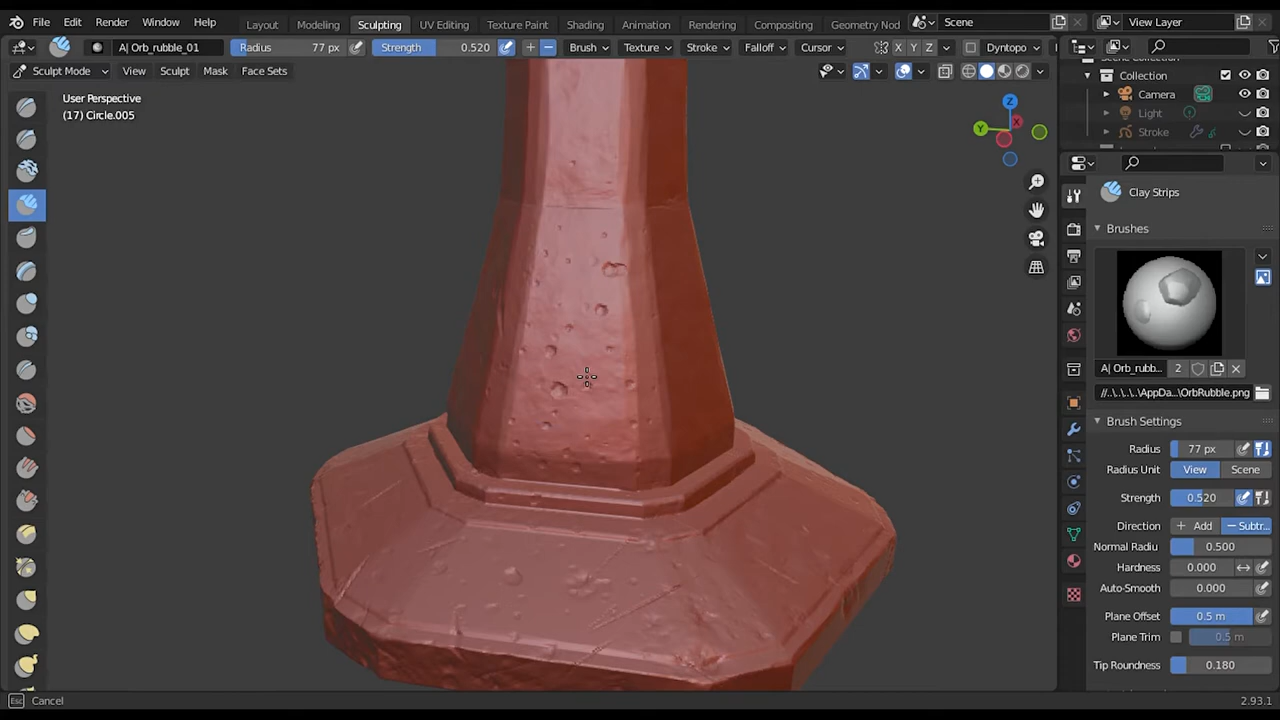 File Edit Render Window Help Layout Modeling Sculpting UV Editing Texture Paint Shading Animation Rendering Compositing Geometry Nod Scene View Layer
A| Orb_rubble_01 Radius 77 px Strength 0.520 Brush Texture Stroke Falloff Cursor X Y Z Dyntopo
Sculpt Mode View Sculpt Mask Face Sets
Collection
Camera
Light
Stroke
User Perspective
(17) Circle.005
Z
Y X
Clay Strips
Brushes
A| Orb_rubb... 2
//..\..\..\..\AppDa...\OrbRubble.png
Brush Settings
Radius 77 px
Radius Unit View Scene
Strength 0.520
Direction Add Subtr...
Normal Radiu 0.500
Hardness 0.000
Auto-Smooth 0.000
Plane Offset 0.5 m
Plane Trim 0.5 m
Tip Roundness 0.180
Esc Cancel 2.93.1